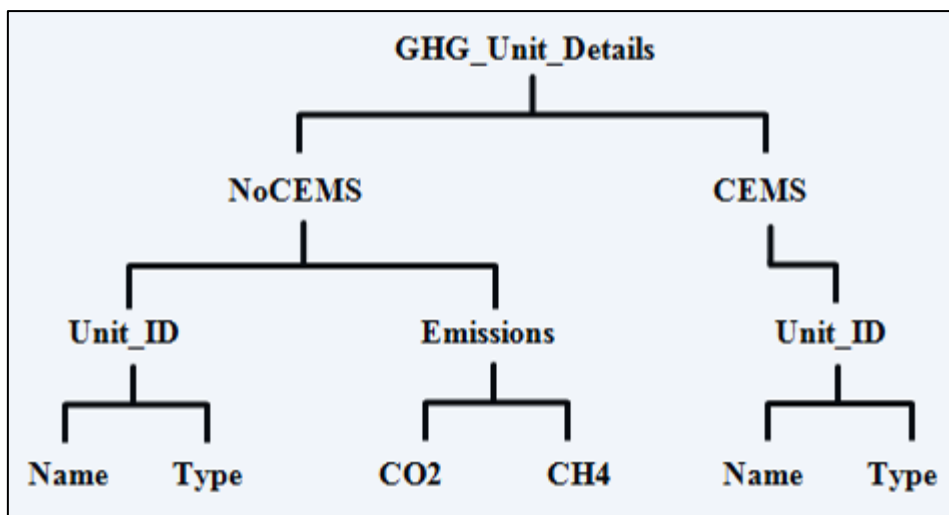 GHG_Unit_Details
NoCEMS CEMS
Unit_ID Emissions Unit_ID
Name Type CO2 CH4 Name Type